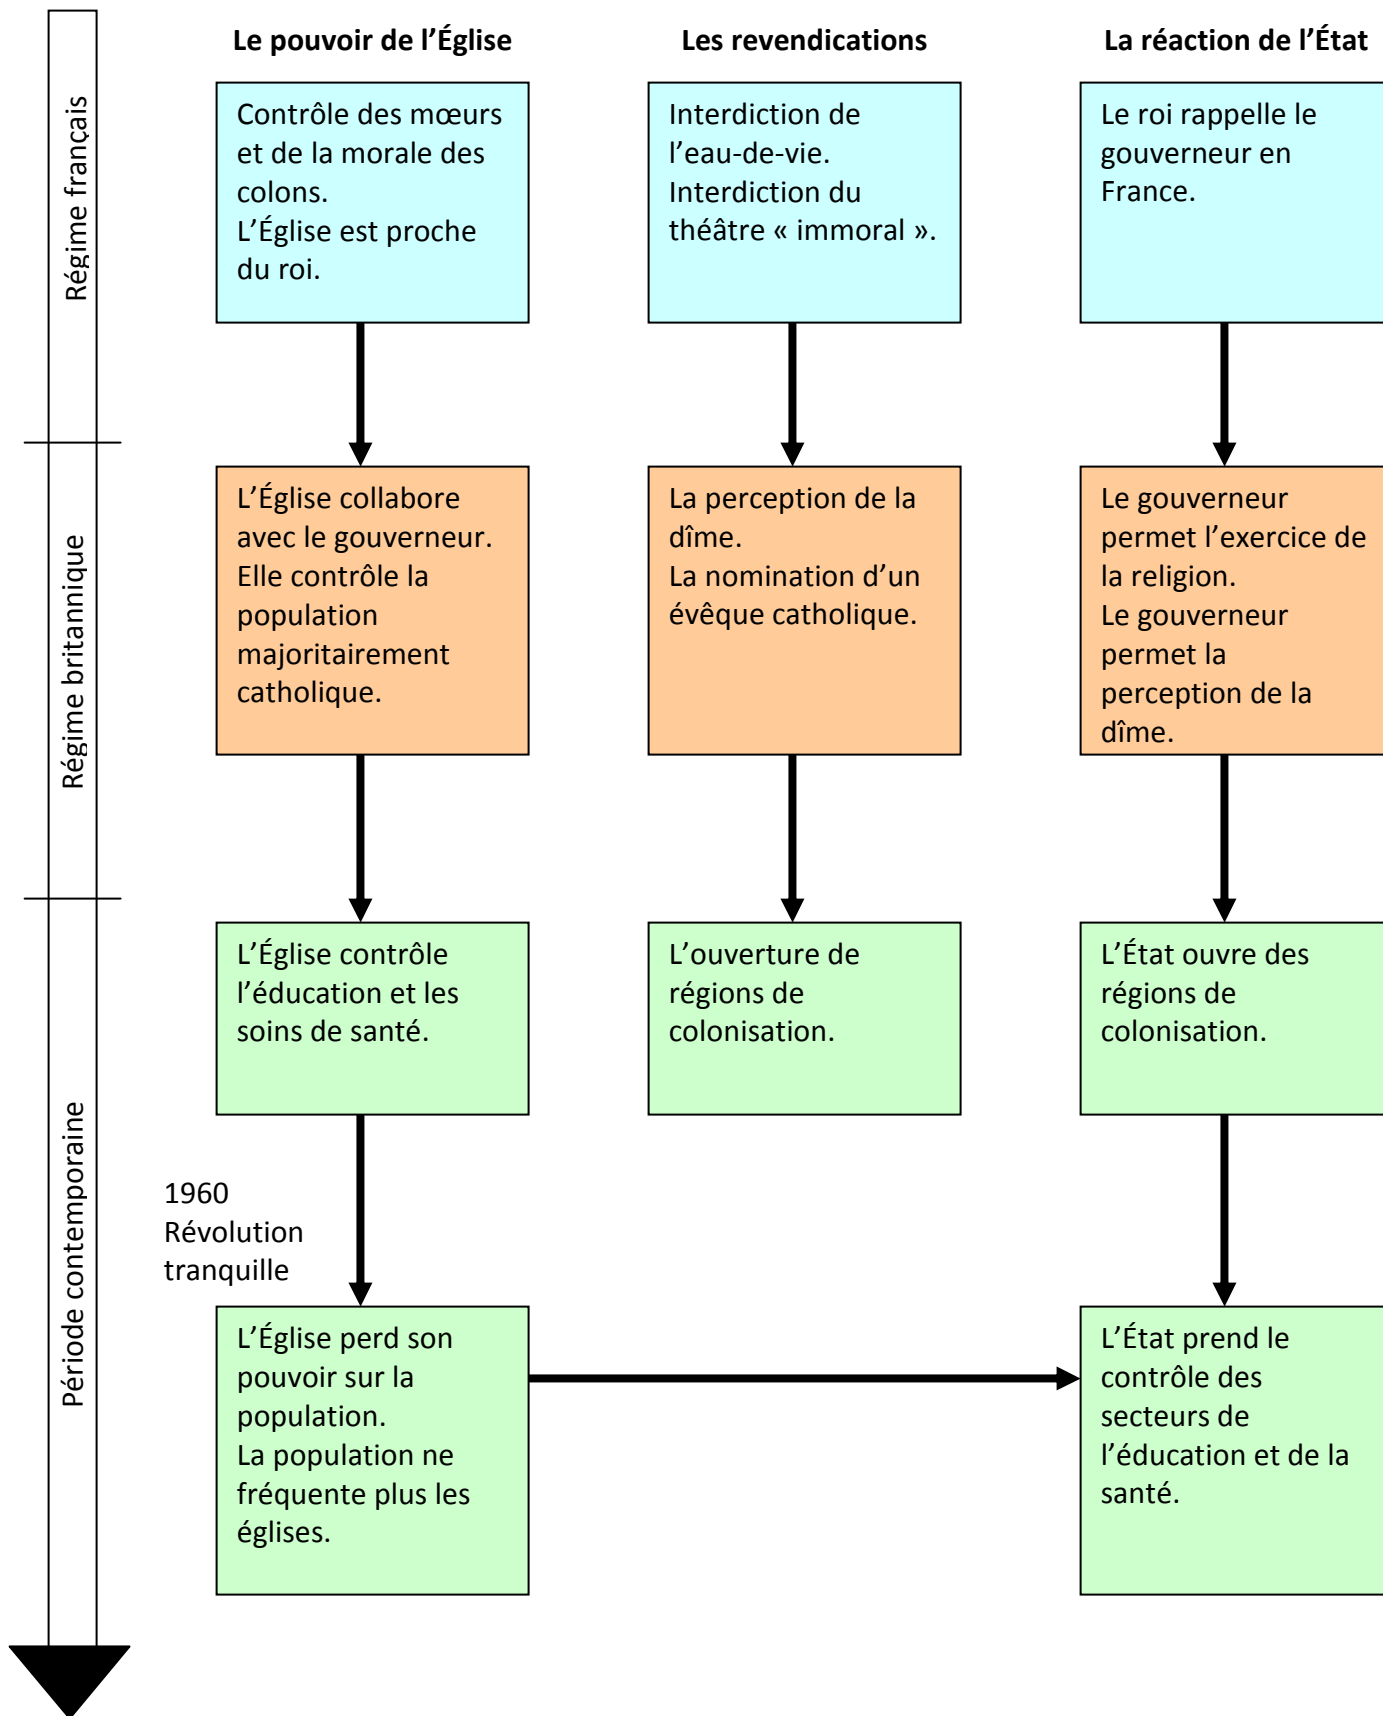 Le pouvoir de l’Église
Les revendications
La réaction de l’État
Régime français
Contrôle des mœurs
et de la morale des
colons.
L’Église est proche
du roi.
Interdiction de
l’eau-de-vie.
Interdiction du
théâtre « immoral ».
Le roi rappelle le
gouverneur en
France.
Régime britannique
L’Église collabore
avec le gouverneur.
Elle contrôle la
population
majoritairement
catholique.
La perception de la
dîme.
La nomination d’un
évêque catholique.
Le gouverneur
permet l’exercice de
la religion.
Le gouverneur
permet la
perception de la
dîme.
Période contemporaine
L’Église contrôle
l’éducation et les
soins de santé.
L’ouverture de
régions de
colonisation.
L’État ouvre des
régions de
colonisation.
1960
Révolution
tranquille
L’Église perd son
pouvoir sur la
population.
La population ne
fréquente plus les
églises.
L’État prend le
contrôle des
secteurs de
l’éducation et de la
santé.